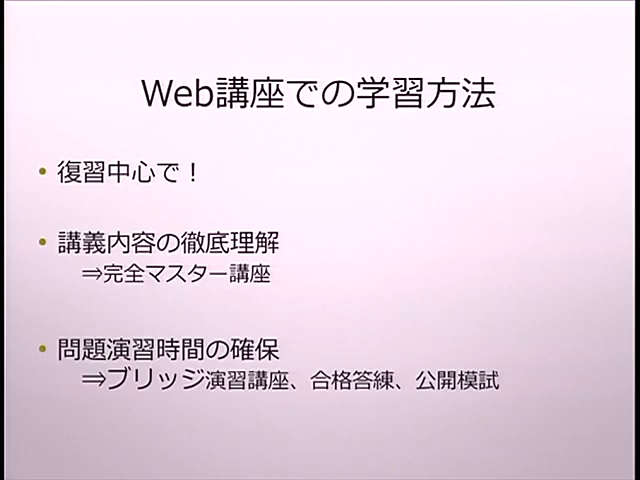 Web講座での学習方法
• 復習中心で！
• 講義内容の徹底理解
⇒完全マスター講座
• 問題演習時間の確保
⇒ブリッジ演習講座、合格答練、公開模試